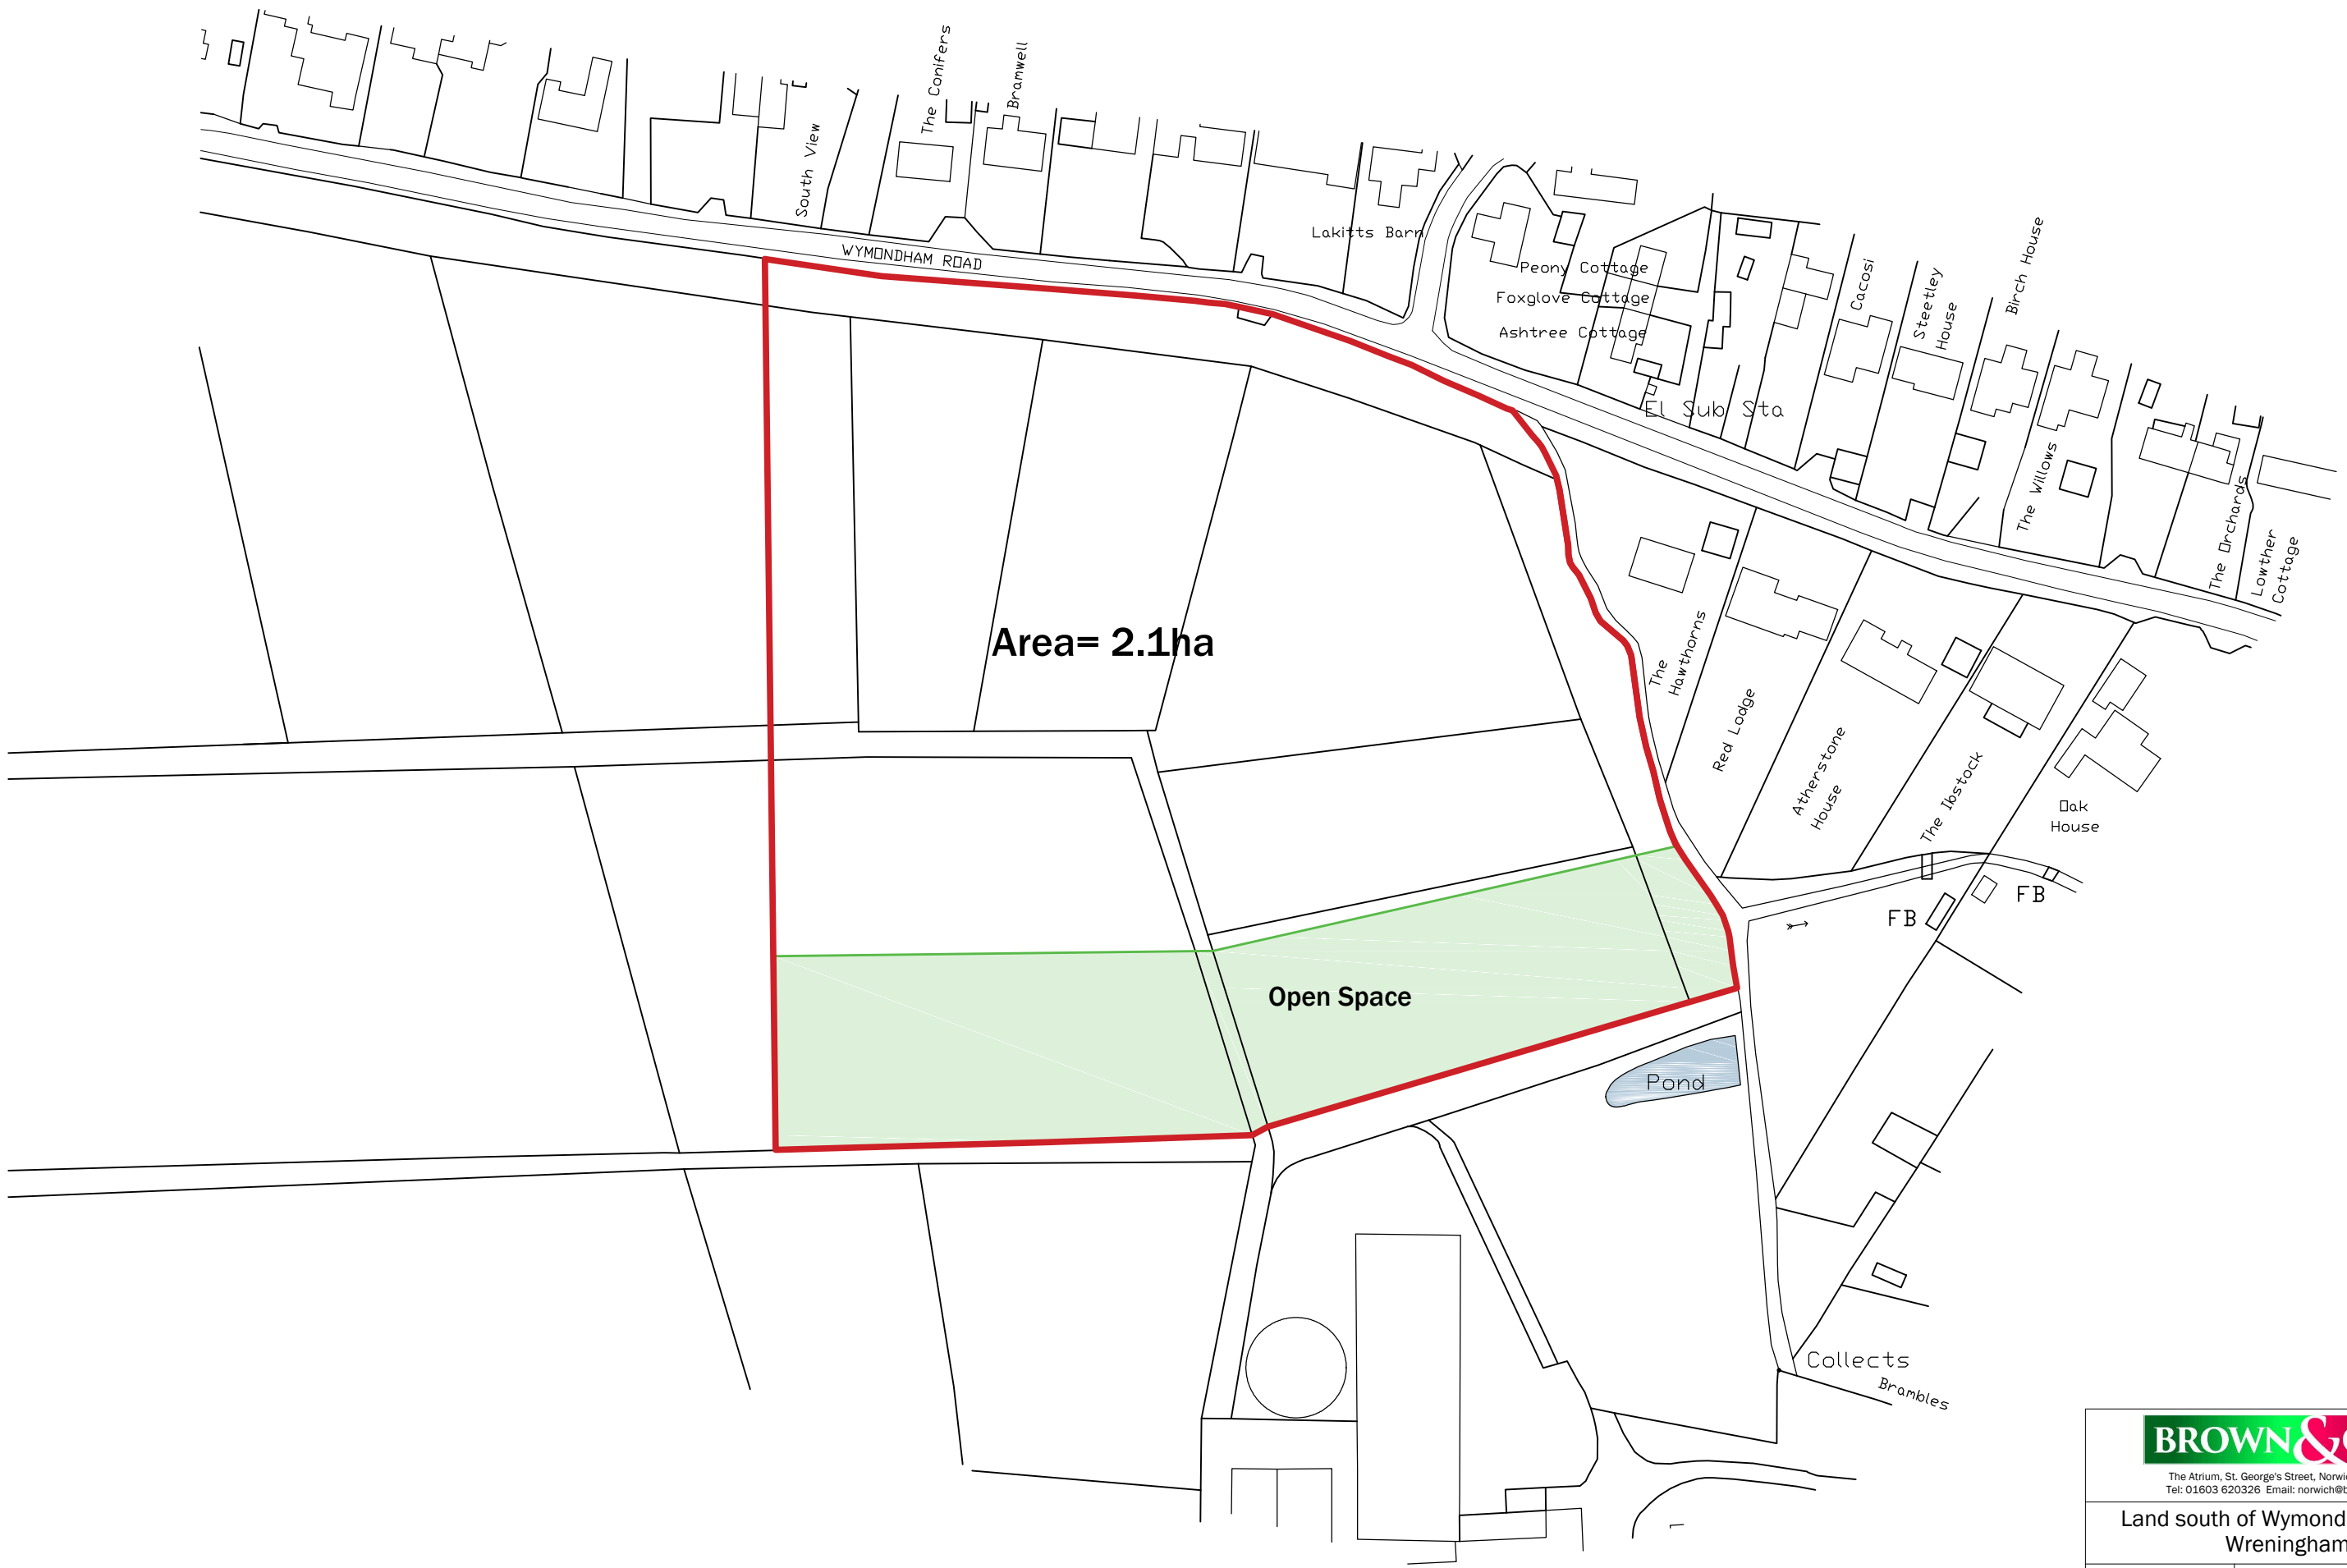 The Conifers
Bramwell
South View
WYMONDHAM ROAD
Lakitts Barn
Peony Cottage
Foxglove Cottage
Ashtree Cottage
El Sub Sta
Cacosi
Steetley
House
Birch House
The Willows
The Orchards
Lowther
Cottage
Area= 2.1ha
The
Hawthorns
Red Lodge
Atherstone
House
The Ibstock
Oak
House
FB
FB
Open Space
Pond
Collects
Brambles
BROWN&
The Atrium, St. George's Street,
Tel: 01603 620326 Email:
Land south of
Wreningham